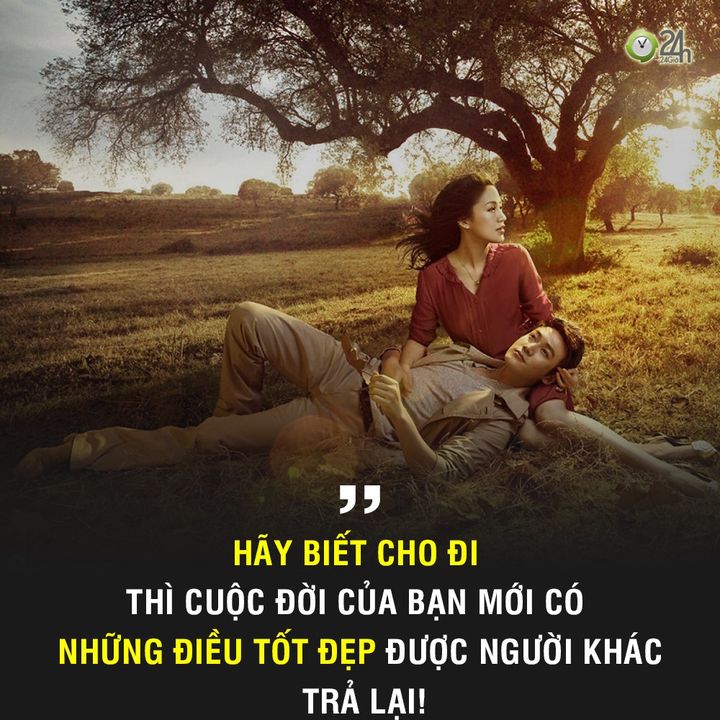 24h
24Giờ
”
HÃY BIẾT CHO ĐI
THÌ CUỘC ĐỜI CỦA BẠN MỚI CÓ
NHỮNG ĐIỀU TỐT ĐẸP ĐƯỢC NGƯỜI KHÁC
TRẢ LẠI!